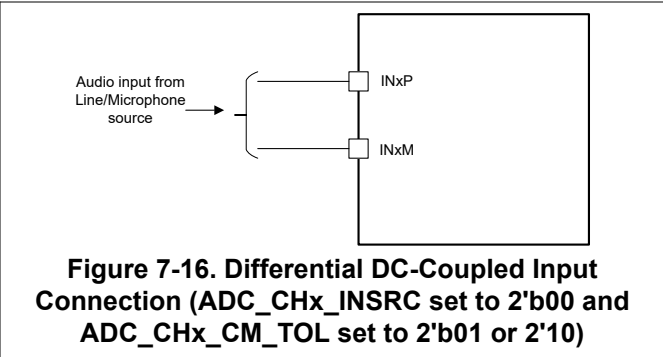 Audio input from
Line/Microphone
source
INxP
INxM
Figure 7-16. Differential DC-Coupled Input
Connection (ADC_CHx_INSRC set to 2'b00 and
ADC_CHx_CM_TOL set to 2'b01 or 2'10)